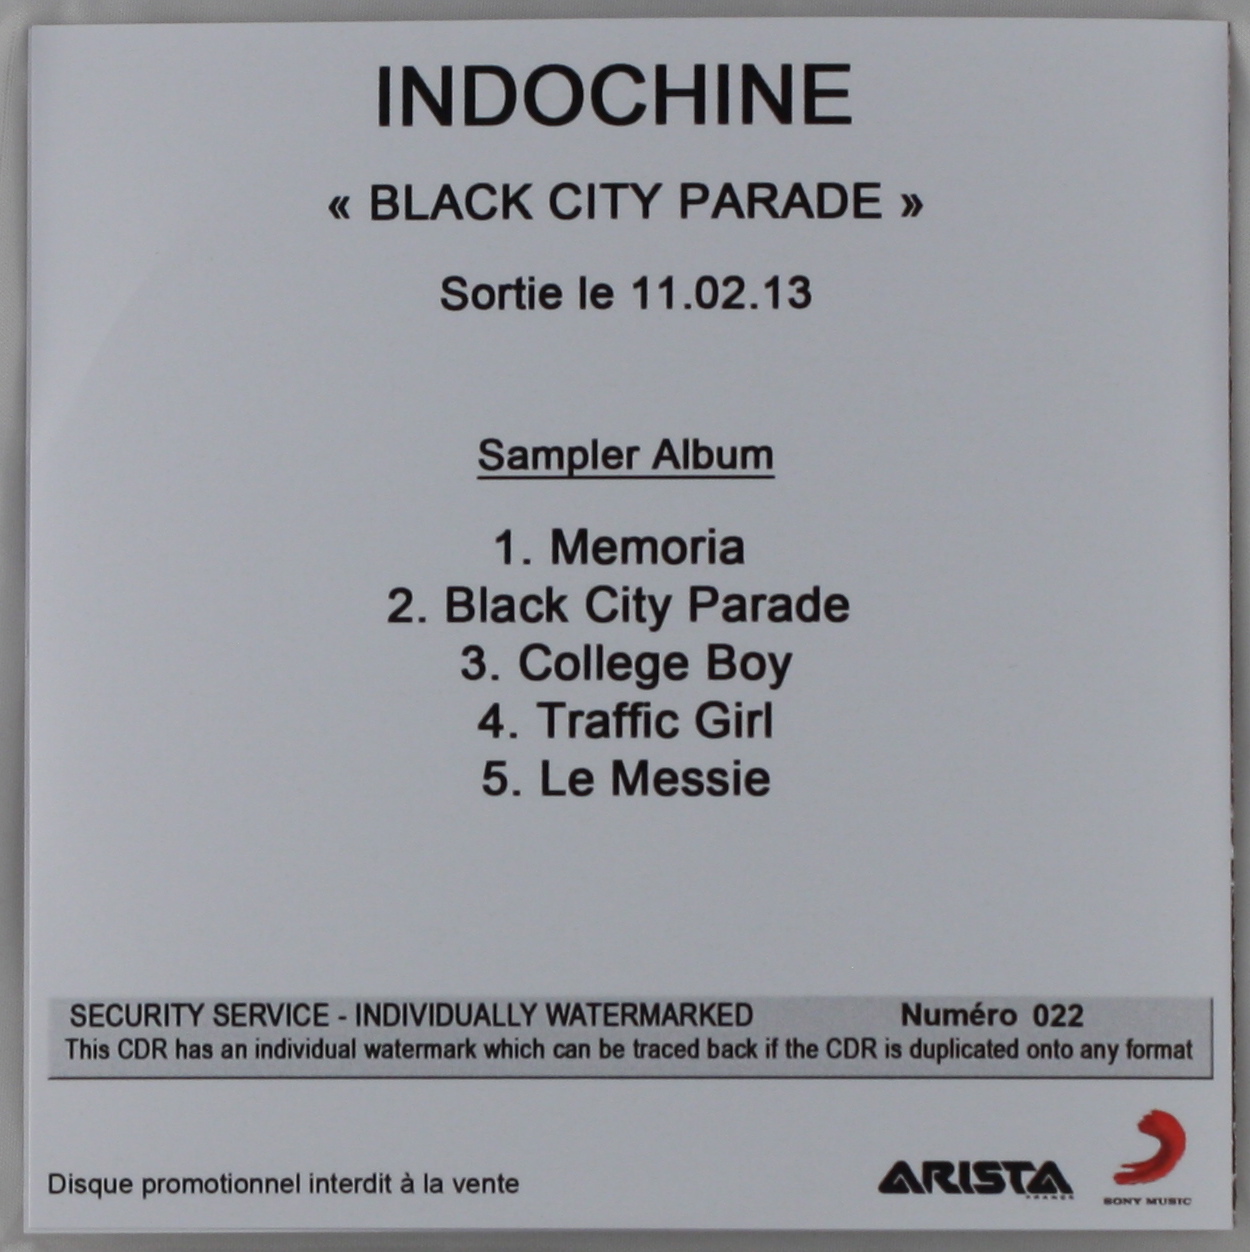 INDOCHINE
« BLACK CITY PARADE »
Sortie le 11.02.13
Sampler Album
1. Memoria
2. Black City Parade
3. College Boy
4. Traffic Girl
5. Le Messie
SECURITY SERVICE - INDIVIDUALLY WATERMARKED Numéro 022
This CDR has an individual watermark which can be traced back if the CDR is duplicated onto any format
Disque promotionnel interdit à la vente
ARISTA
FRANCE
SONY MUSIC